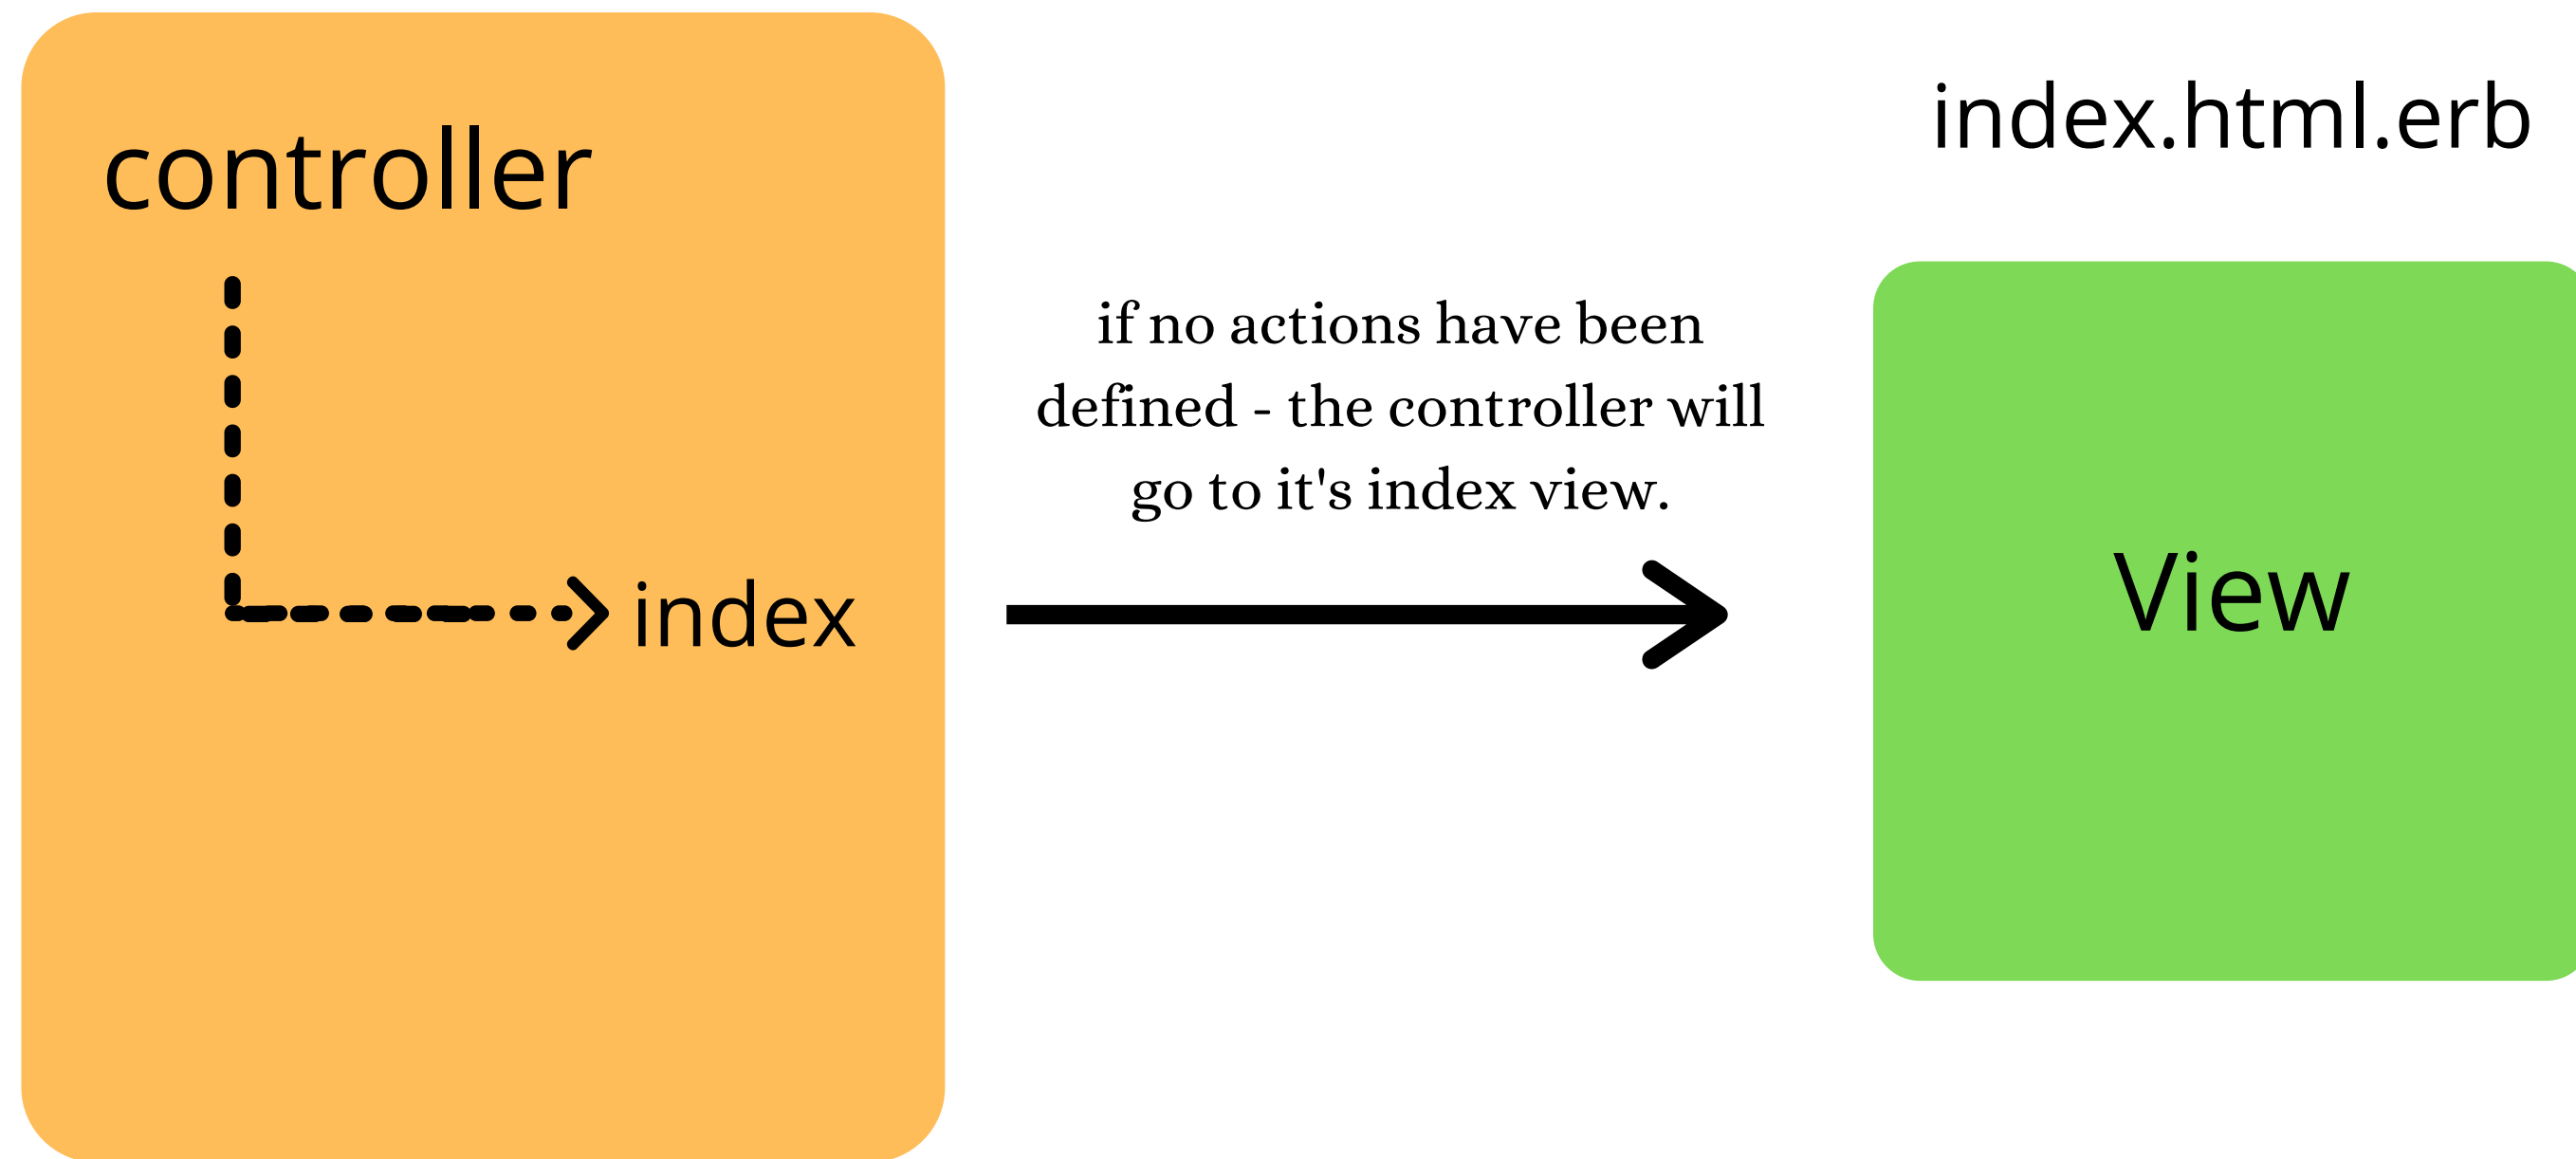 controller
index
if no actions have been
defined - the controller will
go to it's index view.
index.html.erb
View